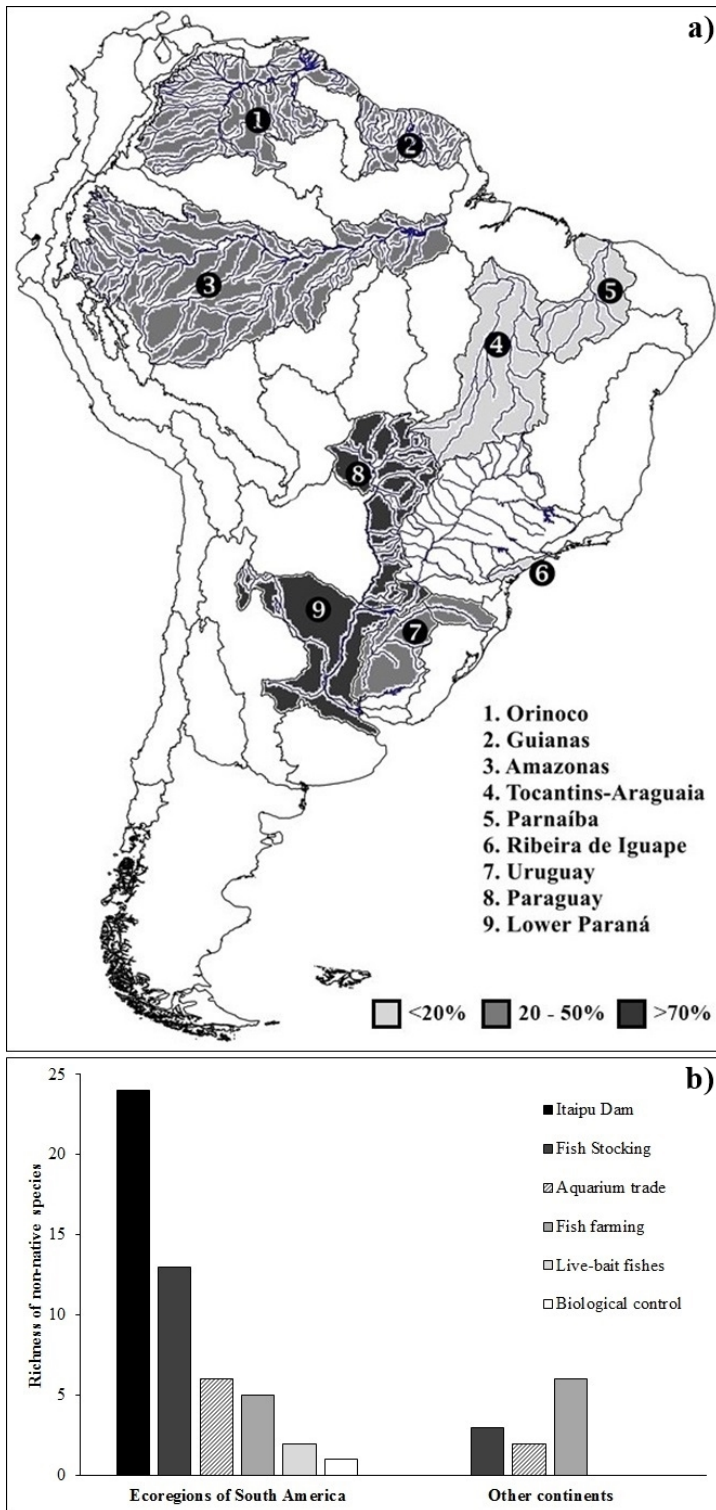 a)
1
2
3
4
5
6
7
8
9
1. Orinoco
2. Guianas
3. Amazonas
4. Tocantins-Araguaia
5. Parnaíba
6. Ribeira de Iguape
7. Uruguay
8. Paraguay
9. Lower Paraná
<20% 20 - 50% >70%
b)
Richness of non-native species
25
20
15
10
5
0
Itaipu Dam
Fish Stocking
Aquarium trade
Fish farming
Live-bait fishes
Biological control
Ecoregions of South America Other continents